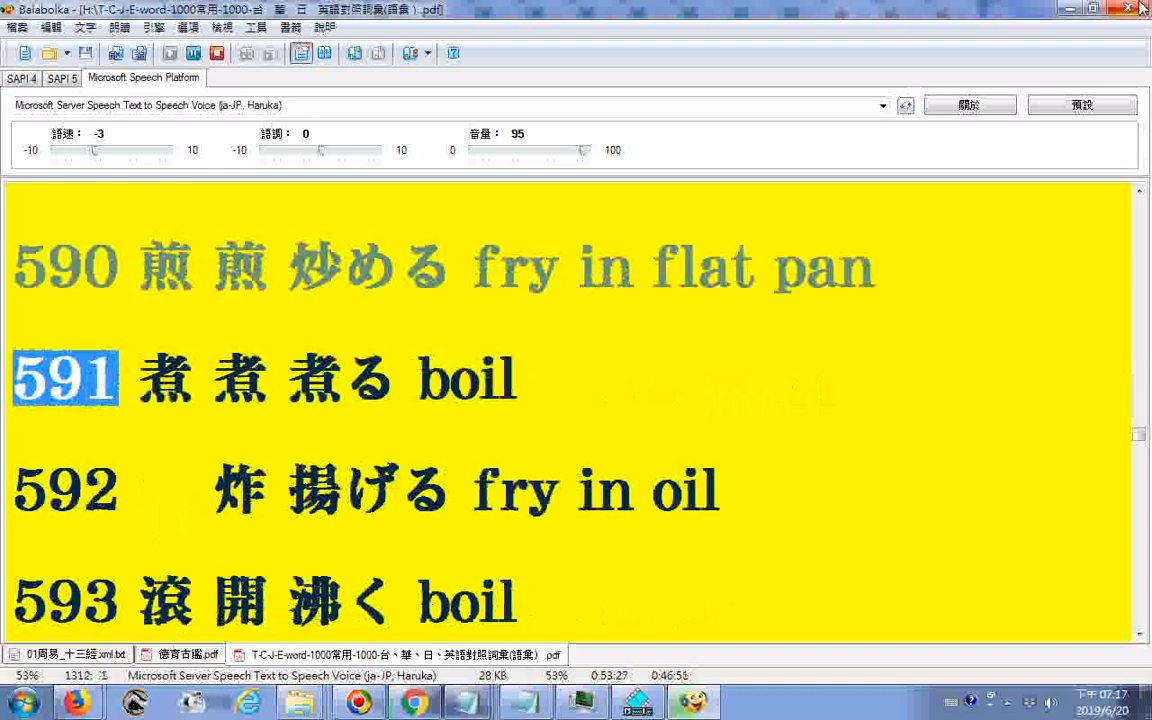 Balabolka - [H:\T-C-J-E-word-1000常用-1000-台 華 日 英語對照詞彙(語彙).pdf]
檔案 編輯 文字 朗讀 引擎 選項 檢視 工具 書簽 說明
SAPI 4 SAPI 5 Microsoft Speech Platform
Microsoft Server Speech Text to Speech Voice (ja-JP, Haruka) 關於 預設
語速： -3 語調： 0 音量： 95
-10 10 -10 10 0 100
590 煎 煎 炒める fry in flat pan
591 煮 煮 煮る boil
592 炸 揚げる fry in oil
593 滾 開 沸く boil
01周易_十三經.xml.txt 德育古鑑.pdf T-C-J-E-word-1000常用-1000-台、華、日、英語對照詞彙(語彙) .pdf
53% 1312: 1 Microsoft Server Speech Text to Speech Voice (ja-JP, Haruka) 28 KB 53% 0:53:27 0:46:58
下午 07:17
2019/6/20